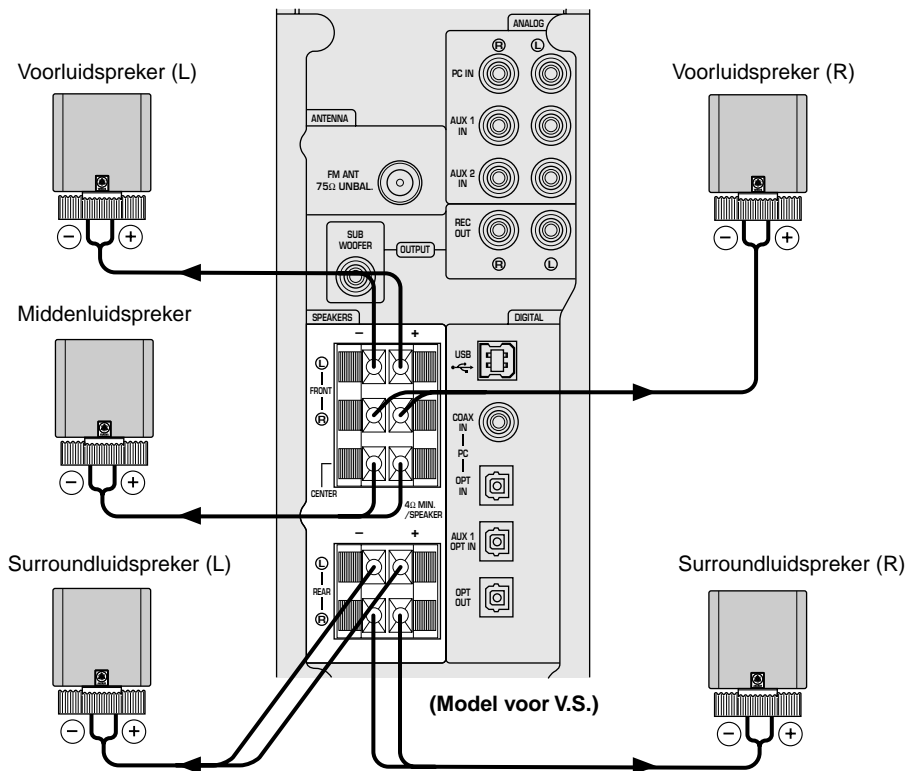 ANALOG
R L
Voorluidspreker (L)
Voorluidspreker (R)
PC IN
ANTENNA
AUX 1
IN
FM ANT
75Ω UNBAL.
AUX 2
IN
SUB
WOOFER
OUTPUT
REC
OUT
R L
− +
− +
Middenluidspreker
SPEAKERS
DIGITAL
− +
L
FRONT
R
USB
COAX
IN
PC
OPT
IN
CENTER
4Ω MIN.
/SPEAKER
− +
− +
AUX 1
OPT IN
Surroundluidspreker (L)
Surroundluidspreker (R)
L
REAR
R
OPT
OUT
(Model voor V.S.)
− +
− +